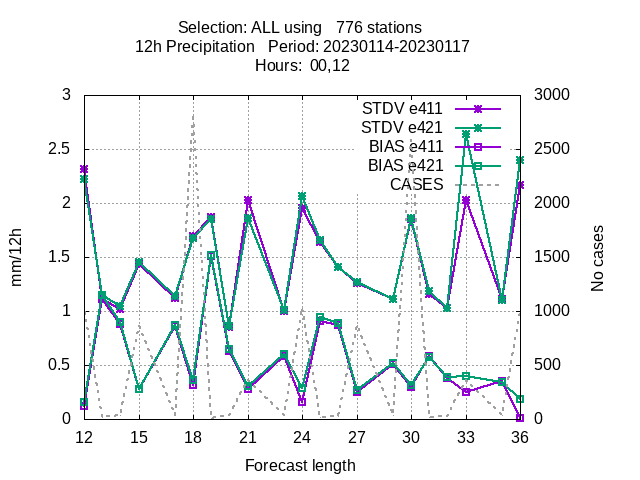 Selection: ALL using   776 stations
12h Precipitation   Period: 20230114-20230117
Hours:  00,12
3
2.5
2
1.5
1
0.5
0
3000
2500
2000
1500
1000
500
0
STDV e411
STDV e421
BIAS e411
BIAS e421
CASES
mm/12h
No cases
12 15 18 21 24 27 30 33 36
Forecast length